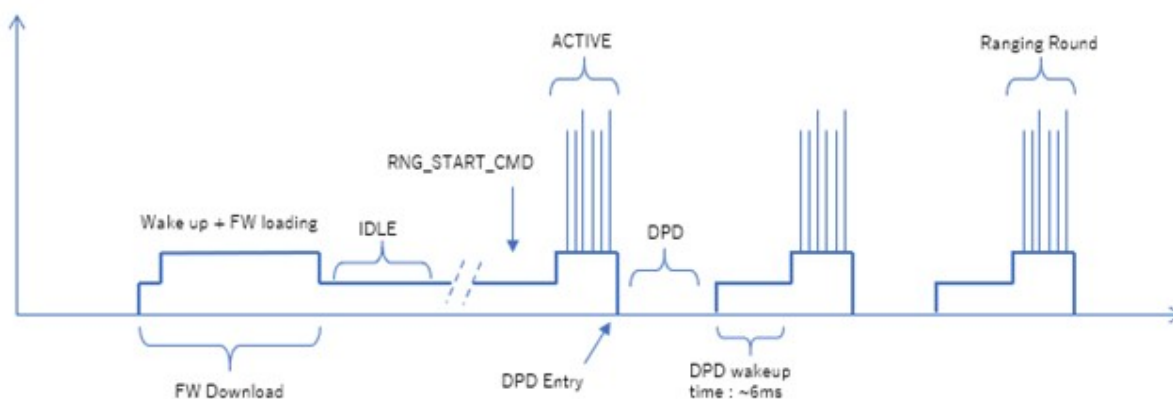 ACTIVE
Ranging Round
RNG_START_CMD
Wake up + FW loading
IDLE
DPD
FW Download
DPD Entry
DPD wakeup
time : ~6ms